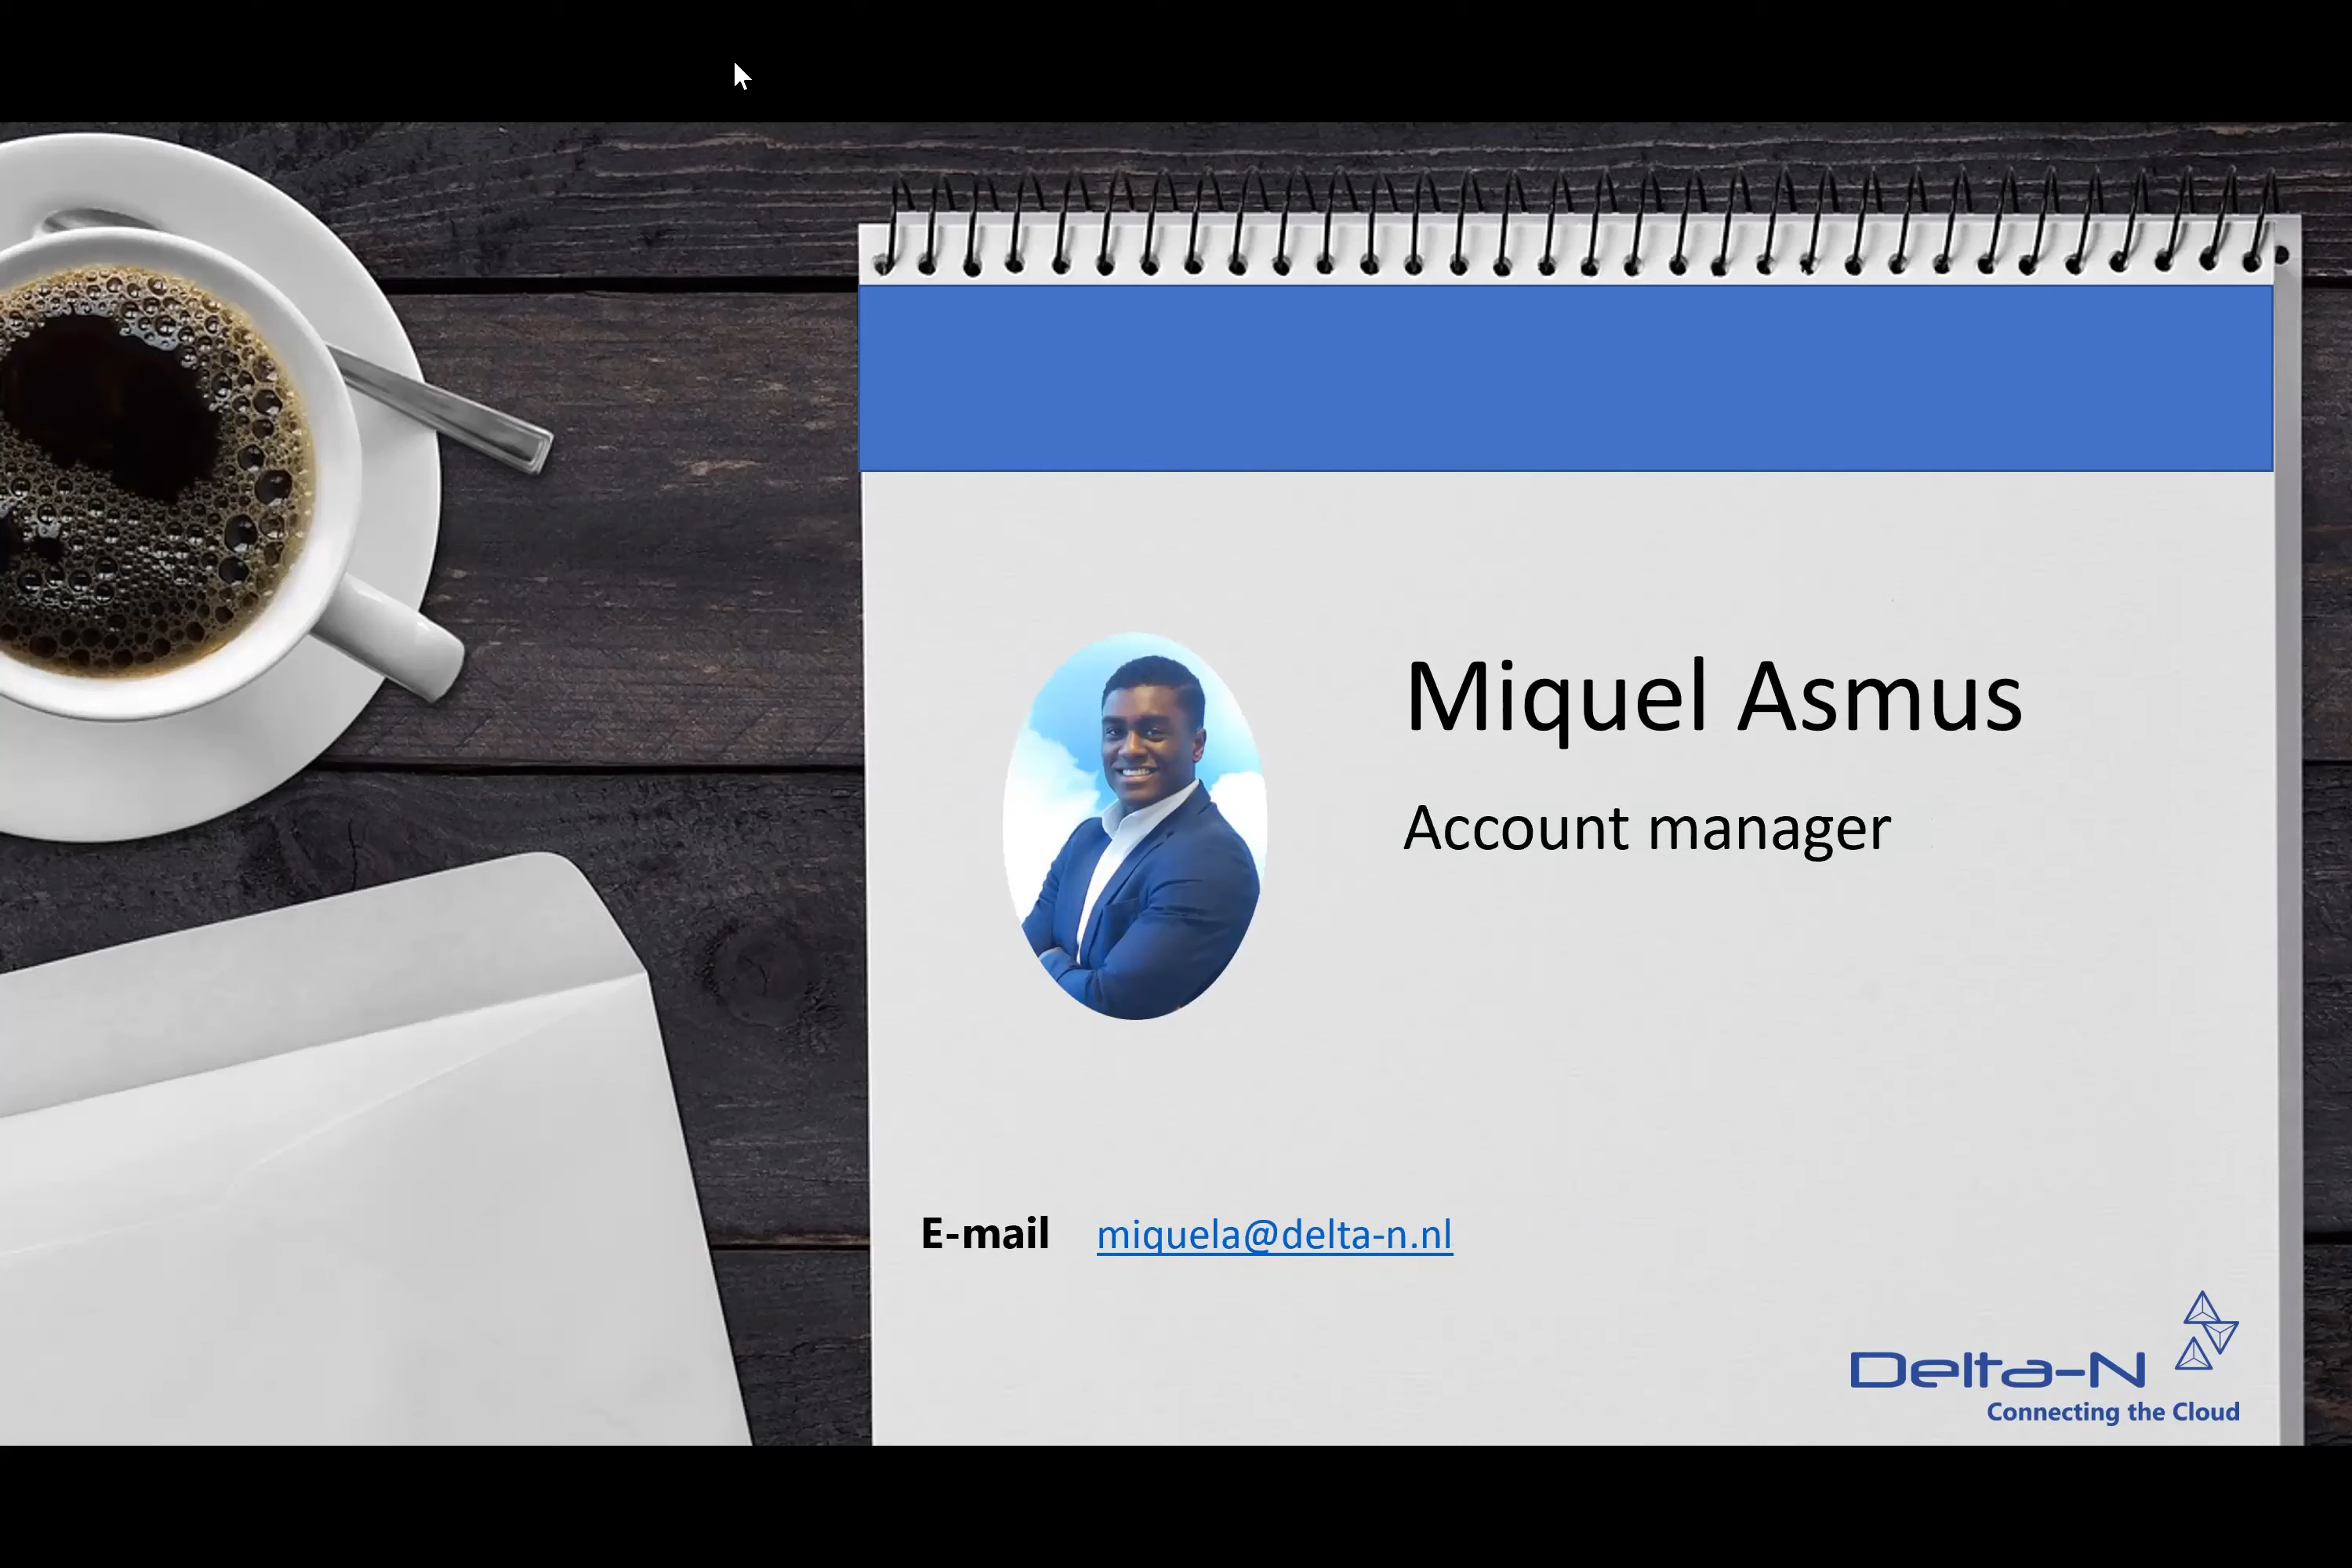 Miquel Asmus
Account manager
E-mail miquela@delta-n.nl
Delta-N
Connecting the Cloud